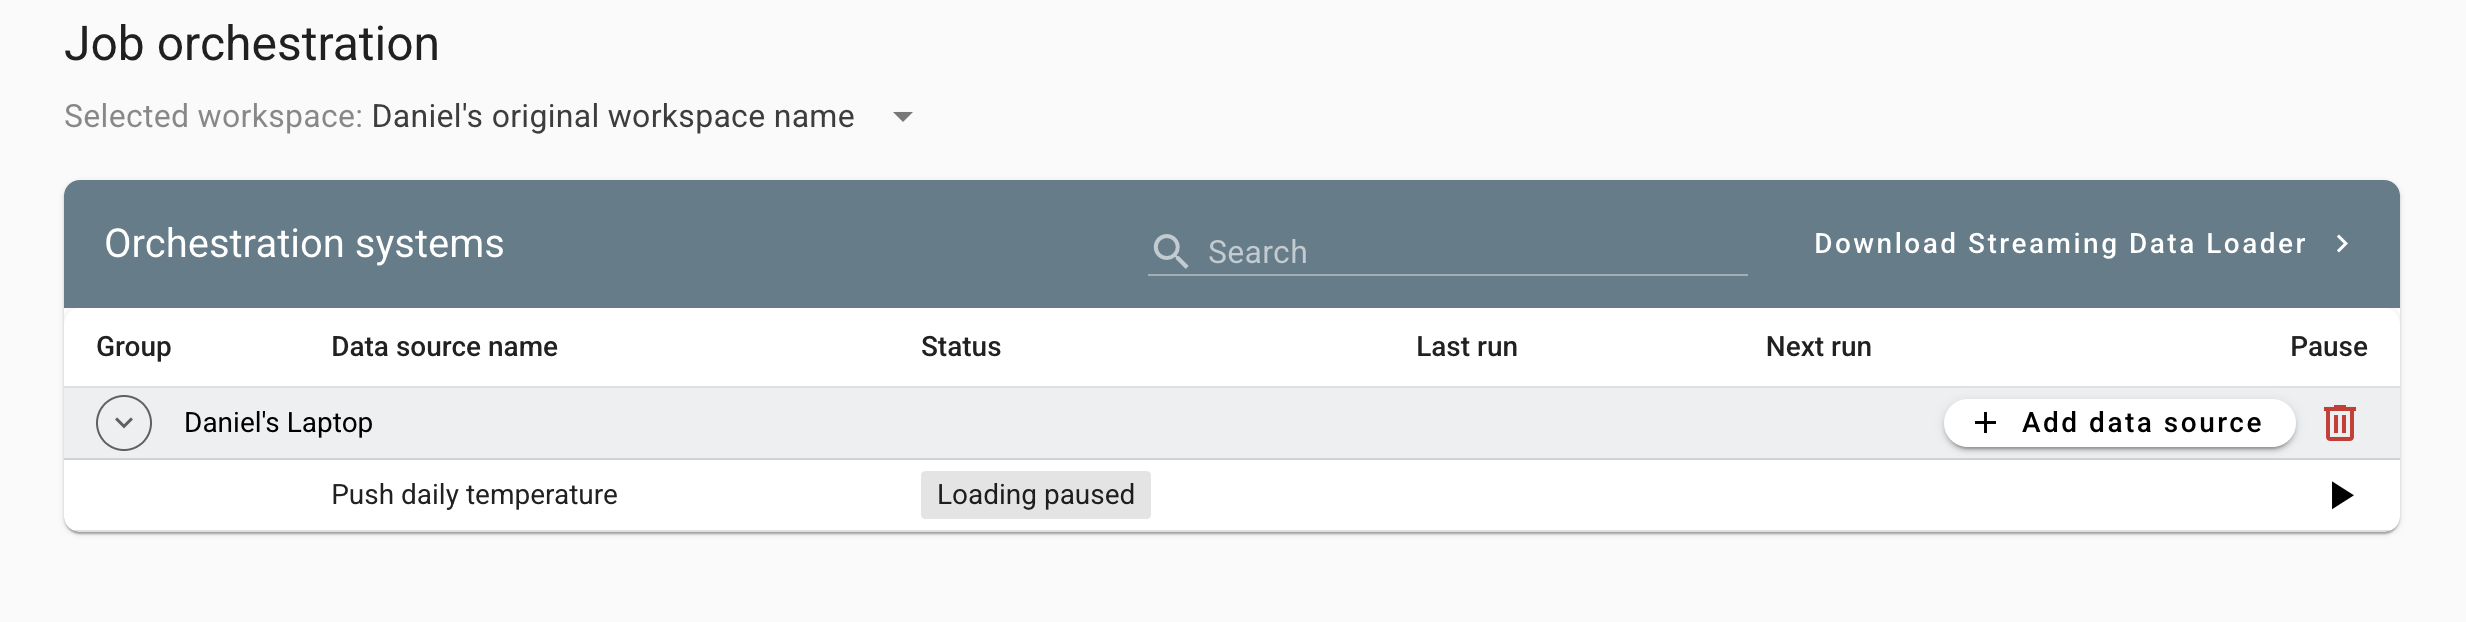 Job orchestration
Selected workspace: Daniel's original workspace name
Orchestration systems
Search
Download Streaming Data Loader
Group Data source name Status Last run Next run Pause
Daniel's Laptop
Add data source
Push daily temperature Loading paused